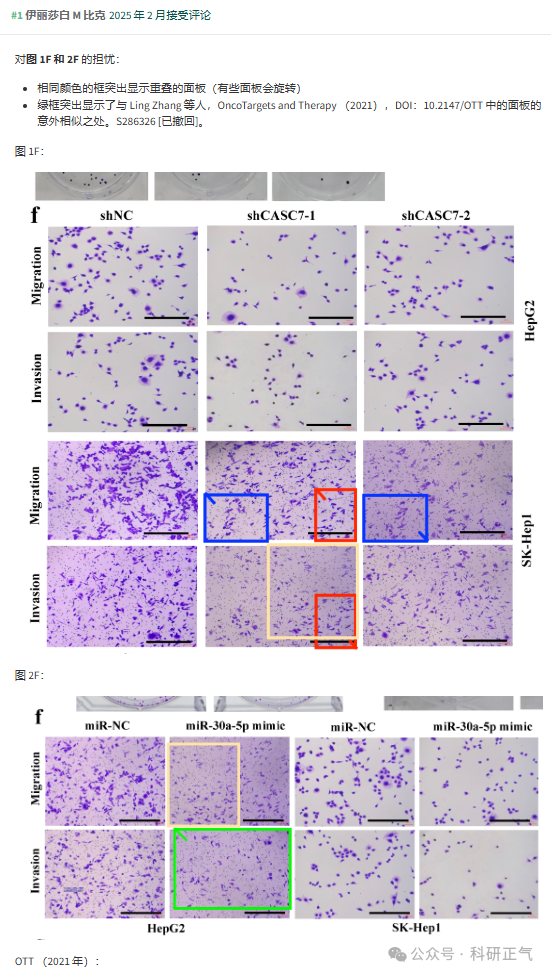 #1 伊丽莎白 M 比克 2025 年 2 月接受评论
对图 1F 和 2F 的担忧：
相同颜色的框突出显示重叠的面板（有些面板会旋转）
绿框突出显示了与 Ling Zhang 等人，OncoTargets and Therapy （2021），DOI：10.2147/OTT 中的面板的
意外相似之处。S286326 [已撤回]。
图 1F：
f
shNC shCASC7-1 shCASC7-2
Migration
Invasion
HepG2
Migration
Invasion
SK-Hep1
图 2F：
f
miR-NC miR-30a-5p mimic miR-NC miR-30a-5p mimic
Migration
Invasion
HepG2 SK-Hep1
公众号 · 科研正气
OTT （2021 年）：